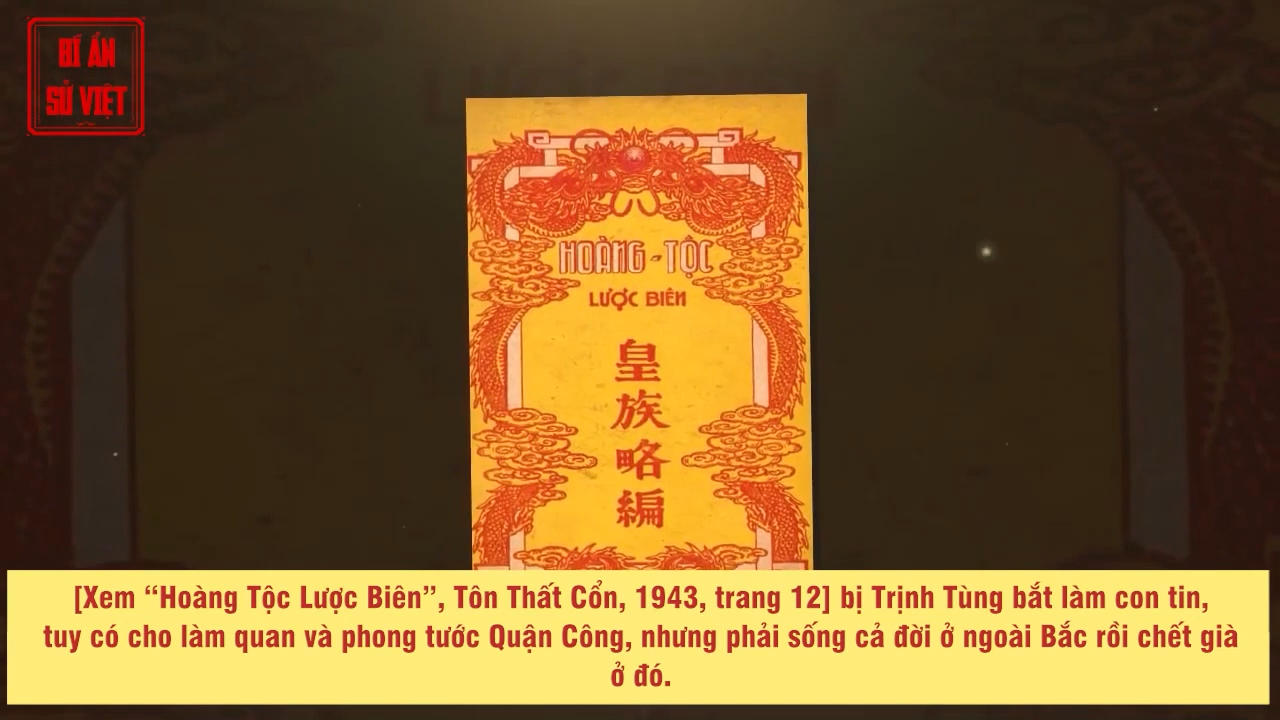 BÍ ẨN
SỬ VIỆT
HOÀNG - TỘC
LƯỢC BIÊN
皇
族
略
編
[Xem “Hoàng Tộc Lược Biên”, Tôn Thất Cổn, 1943, trang 12] bị Trịnh Tùng bắt làm con tin,
tuy có cho làm quan và phong tước Quận Công, nhưng phải sống cả đời ở ngoài Bắc rồi chết già
ở đó.